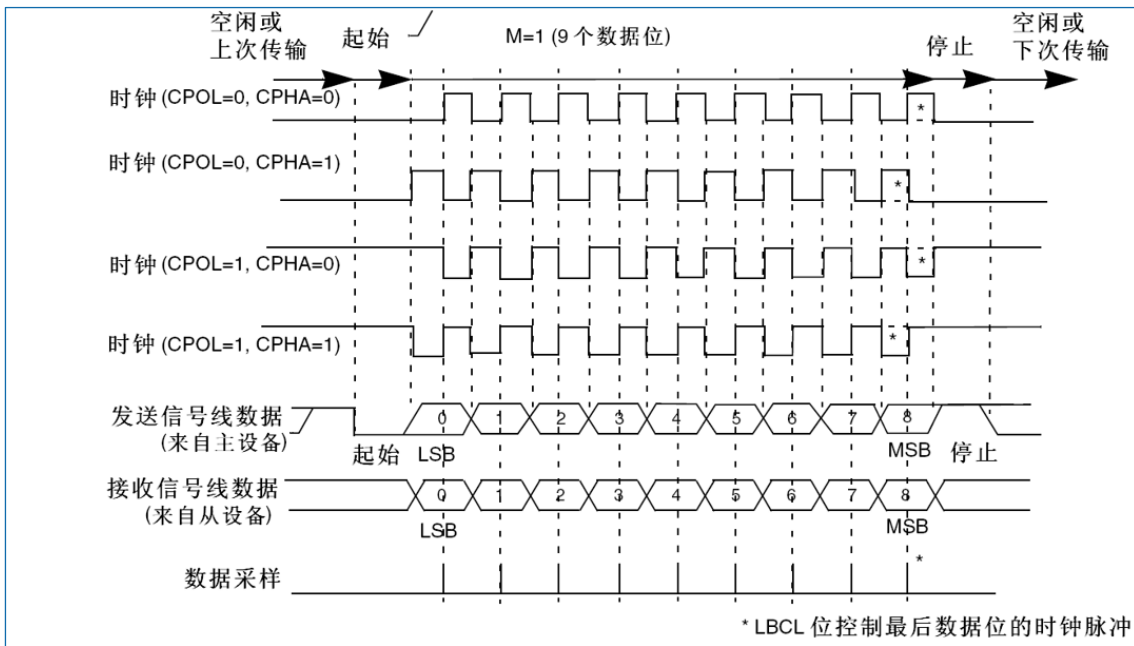 空闲或
上次传输
起始
M=1 (9 个数据位)
停止
空闲或
下次传输
时钟 (CPOL=0, CPHA=0)
*
时钟 (CPOL=0, CPHA=1)
*
时钟 (CPOL=1, CPHA=0)
*
时钟 (CPOL=1, CPHA=1)
*
发送信号线数据
(来自主设备)
0 1 2 3 4 5 6 7 8
起始 LSB MSB 停止
接收信号线数据
(来自从设备)
0 1 2 3 4 5 6 7 8
LSB MSB
数据采样
*
* LBCL 位控制最后数据位的时钟脉冲